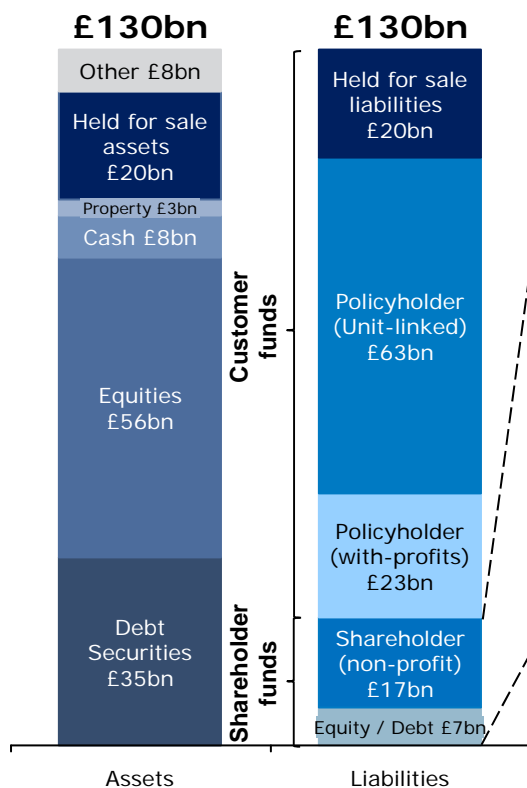 £130bn
Other £8bn
Held for sale
assets
£20bn
Property £3bn
Cash £8bn
Equities
£56bn
Debt
Securities
£35bn
Assets
Customer
funds
Shareholder
funds
£130bn
Held for sale
liabilities
£20bn
Policyholder
(Unit-linked)
£63bn
Policyholder
(with-profits)
£23bn
Shareholder
(non-profit)
£17bn
Equity / Debt £7bn
Liabilities